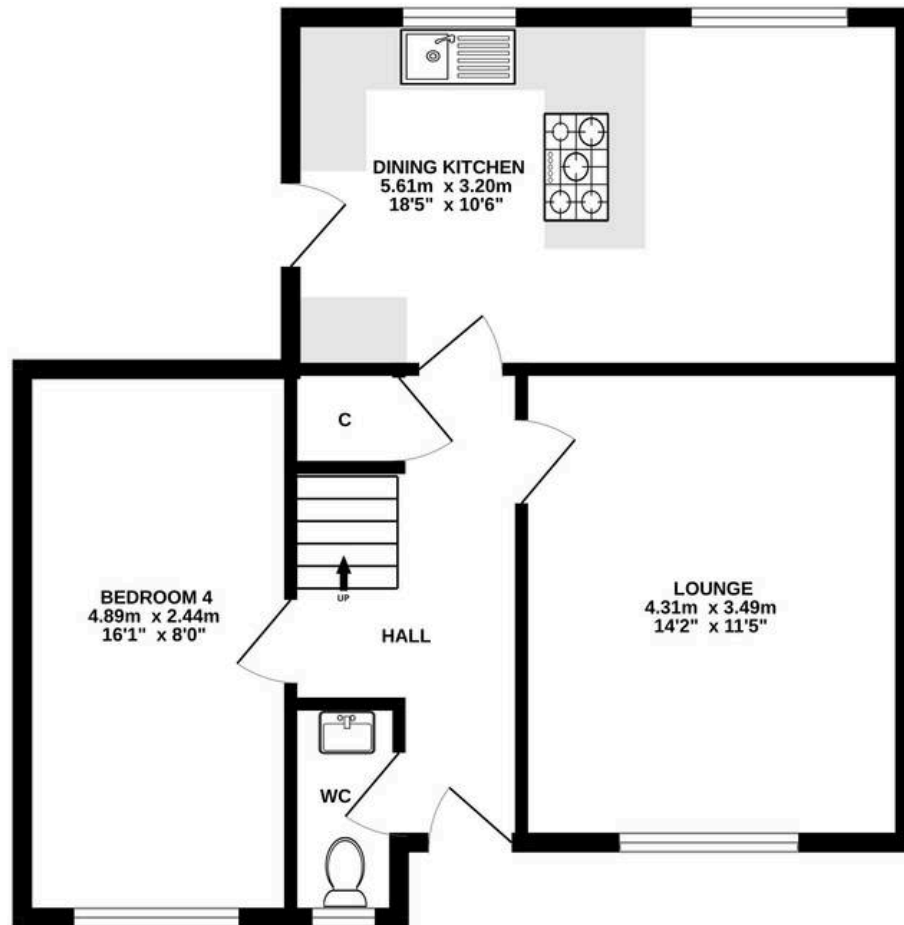 DINING KITCHEN
5.61m x 3.20m
18'5" x 10'6"
C
UP
BEDROOM 4
4.89m x 2.44m
16'1" x 8'0"
HALL
LOUNGE
4.31m x 3.49m
14'2" x 11'5"
WC